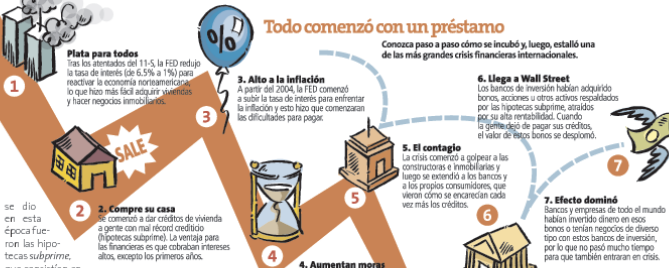 Todo comenzó con un préstamo
Conozca paso a paso cómo se incubó y, luego, estalló una
de las más grandes crisis financieras internacionales.
1
Plata para todos
Tras los atentados del 11-S, la FED redujo
la tasa de interés (de 6.5% a 1%) para
reactivar la economía norteamericana,
lo que hizo más fácil adquirir viviendas
y hacer negocios inmobiliarios.
SALE
2
2. Compre su casa
Se comenzó a dar créditos de vivienda
a gente con mal récord crediticio
(hipotecas subprime). La ventaja para
las financieras es que cobraban intereses
altos, excepto los primeros años.
se dio
en esta
época fue-
ron las hipo-
tecas subprime,
%
3
3. Alto a la inflación
A partir del 2004, la FED comenzó
a subir la tasa de interés para enfrentar
la inflación y esto hizo que comenzaran
las dificultades para pagar.
4
4. Aumentan moras
5
5. El contagio
La crisis comenzó a golpear a las
constructoras e inmobiliarias y
luego se extendió a los bancos y
a los propios consumidores, que
vieron cómo se encarecían cada
vez más los créditos.
6
6. Llega a Wall Street
Los bancos de inversión habían adquirido
bonos, acciones u otros activos respaldados
por las hipotecas subprime, atraídos
por su alta rentabilidad. Cuando
la gente dejó de pagar sus créditos,
el valor de estos bonos se desplomó.
7
7. Efecto dominó
Bancos y empresas de todo el mundo
habían invertido dinero en esos
bonos o tenían negocios de diverso
tipo con estos bancos de inversión,
por lo que no pasó mucho tiempo
para que también entraran en crisis.